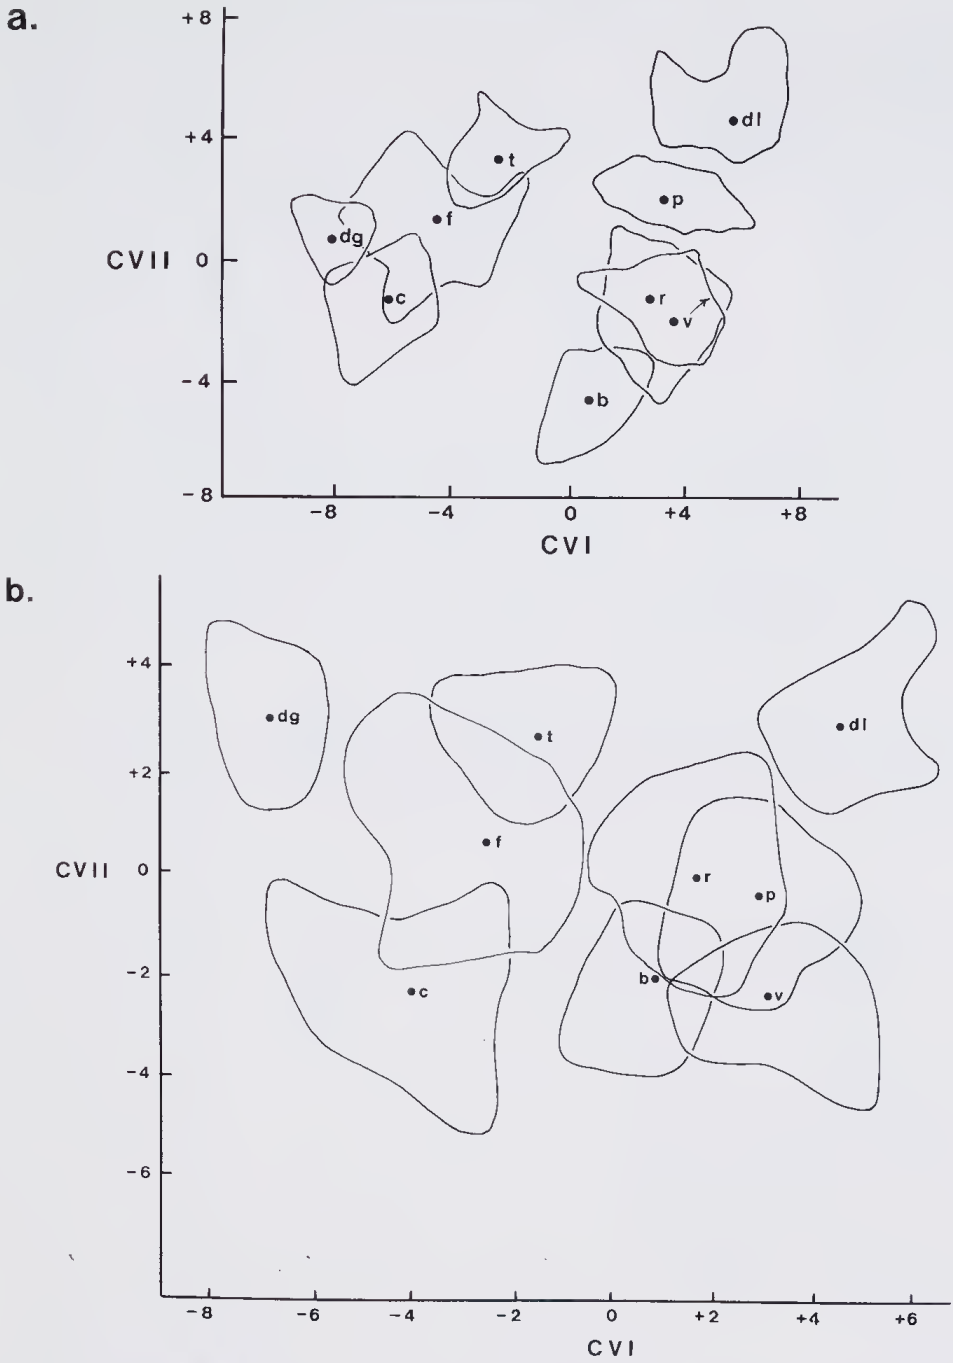 a.
+8
+4
CVII 0
-4
-8
dl
t
p
f
dg
c
r
v
b
-8 -4 0 +4 +8
CVI
b.
+4
+2
CVII 0
-2
-4
-6
dg
t
dl
f
r
p
b
c
v
-8 -6 -4 -2 0 +2 +4 +6
CVI